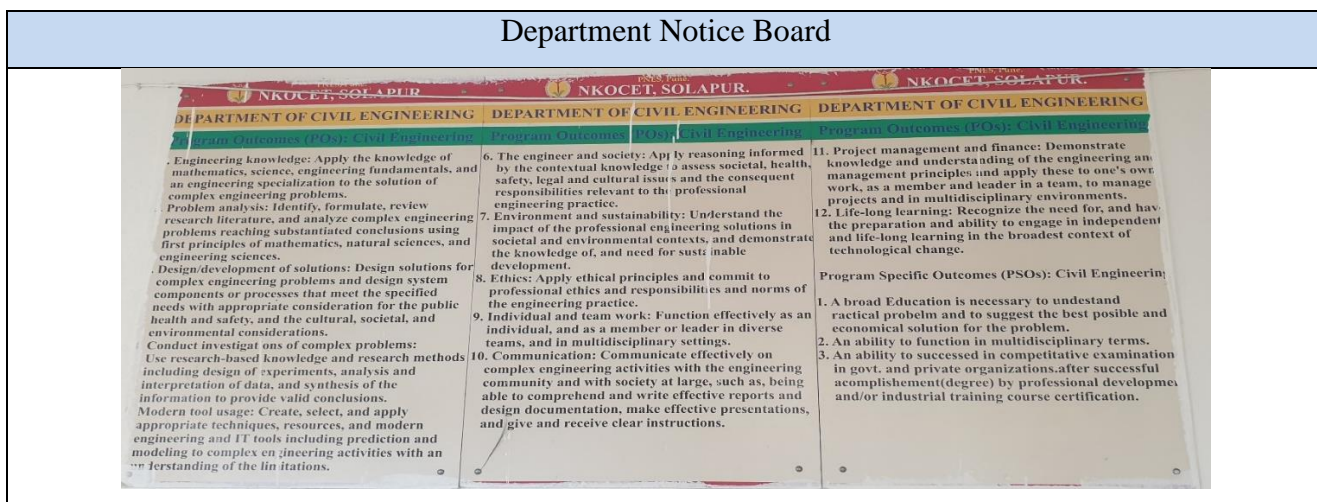 Department Notice Board
PNES, Pune.
NKOCET, SOLAPUR.
DEPARTMENT OF CIVIL ENGINEERING
Program Outcomes (POs): Civil Engineering
. Engineering knowledge: Apply the knowledge of
mathematics, science, engineering fundamentals, and
an engineering specialization to the solution of
complex engineering problems.
. Problem analysis: Identify, formulate, review
research literature, and analyze complex engineering
problems reaching substantiated conclusions using
first principles of mathematics, natural sciences, and
engineering sciences.
. Design/development of solutions: Design solutions for
complex engineering problems and design system
components or processes that meet the specified
needs with appropriate consideration for the public
health and safety, and the cultural, societal, and
environmental considerations.
Conduct investigations of complex problems:
Use research-based knowledge and research methods
including design of experiments, analysis and
interpretation of data, and synthesis of the
information to provide valid conclusions.
Modern tool usage: Create, select, and apply
appropriate techniques, resources, and modern
engineering and IT tools including prediction and
modeling to complex engineering activities with an
understanding of the limitations.
PNES, Pune.
NKOCET, SOLAPUR.
DEPARTMENT OF CIVIL ENGINEERING
Program Outcomes (POs): Civil Engineering
6. The engineer and society: Apply reasoning informed
by the contextual knowledge to assess societal, health,
safety, legal and cultural issues and the consequent
responsibilities relevant to the professional
engineering practice.
7. Environment and sustainability: Understand the
impact of the professional engineering solutions in
societal and environmental contexts, and demonstrate
the knowledge of, and need for sustainable
development.
8. Ethics: Apply ethical principles and commit to
professional ethics and responsibilities and norms of
the engineering practice.
9. Individual and team work: Function effectively as an
individual, and as a member or leader in diverse
teams, and in multidisciplinary settings.
10. Communication: Communicate effectively on
complex engineering activities with the engineering
community and with society at large, such as, being
able to comprehend and write effective reports and
design documentation, make effective presentations,
and give and receive clear instructions.
PNES, Pune.
NKOCET, SOLAPUR.
DEPARTMENT OF CIVIL ENGINEERING
Program Outcomes (POs): Civil Engineering
11. Project management and finance: Demonstrate
knowledge and understanding of the engineering an
management principles and apply these to one's own
work, as a member and leader in a team, to manage
projects and in multidisciplinary environments.
12. Life-long learning: Recognize the need for, and hav
the preparation and ability to engage in independent
and life-long learning in the broadest context of
technological change.
Program Specific Outcomes (PSOs): Civil Engineering
1. A broad Education is necessary to undestand
ractical probelm and to suggest the best posible and
economical solution for the problem.
2. An ability to function in multidisciplinary terms.
3. An ability to successed in competitive examination
in govt. and private organizations.after successful
acomplishement(degree) by professional developme
and/or industrial training course certification.